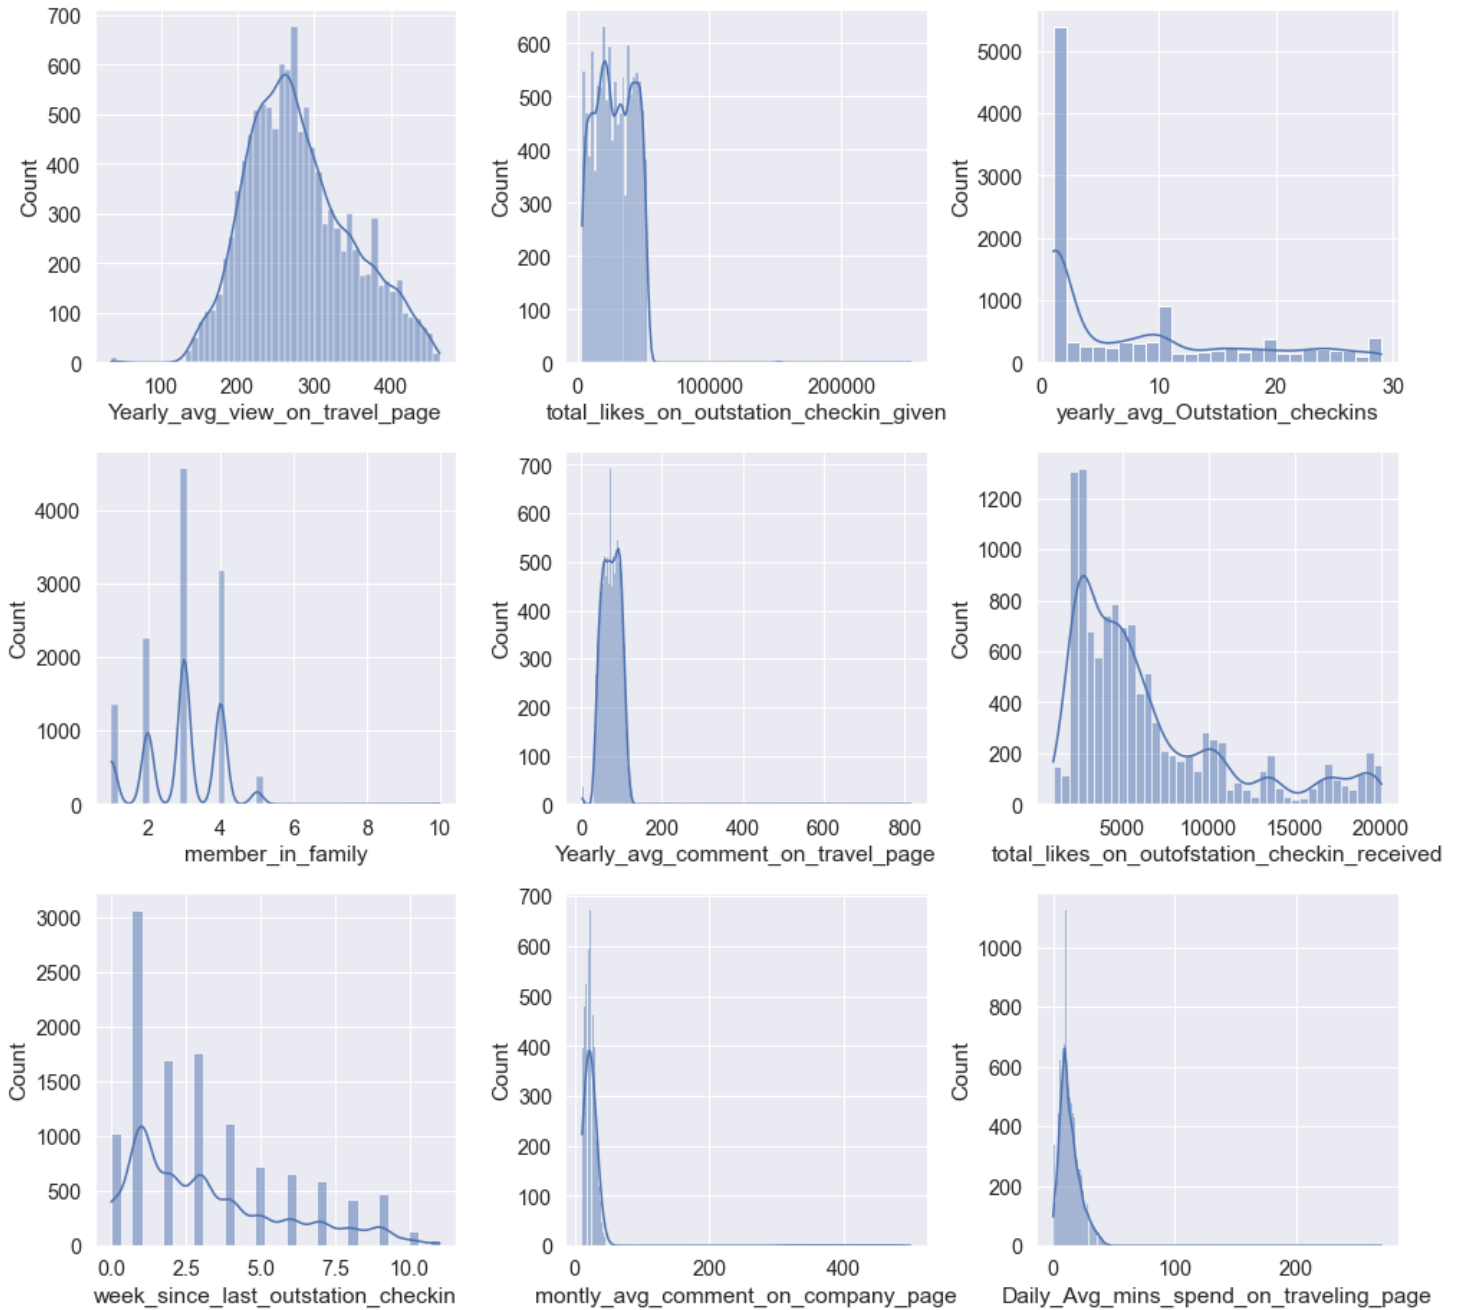 700
600
500
400
300
200
100
0
Count
100 200 300 400
Yearly_avg_view_on_travel_page
600
500
400
300
200
100
0
Count
0 100000 200000
total_likes_on_outstation_checkin_given
5000
4000
3000
2000
1000
0
Count
0 10 20 30
yearly_avg_Outstation_checkins
4000
3000
2000
1000
0
Count
2 4 6 8 10
member_in_family
700
600
500
400
300
200
100
0
Count
0 200 400 600 800
Yearly_avg_comment_on_travel_page
1200
1000
800
600
400
200
0
Count
5000 10000 15000 20000
total_likes_on_outofstation_checkin_received
3000
2500
2000
1500
1000
500
0
Count
0.0 2.5 5.0 7.5 10.0
week_since_last_outstation_checkin
700
600
500
400
300
200
100
0
Count
0 200 400
montly_avg_comment_on_company_page
1000
800
600
400
200
0
Count
0 100 200
Daily_Avg_mins_spend_on_traveling_page